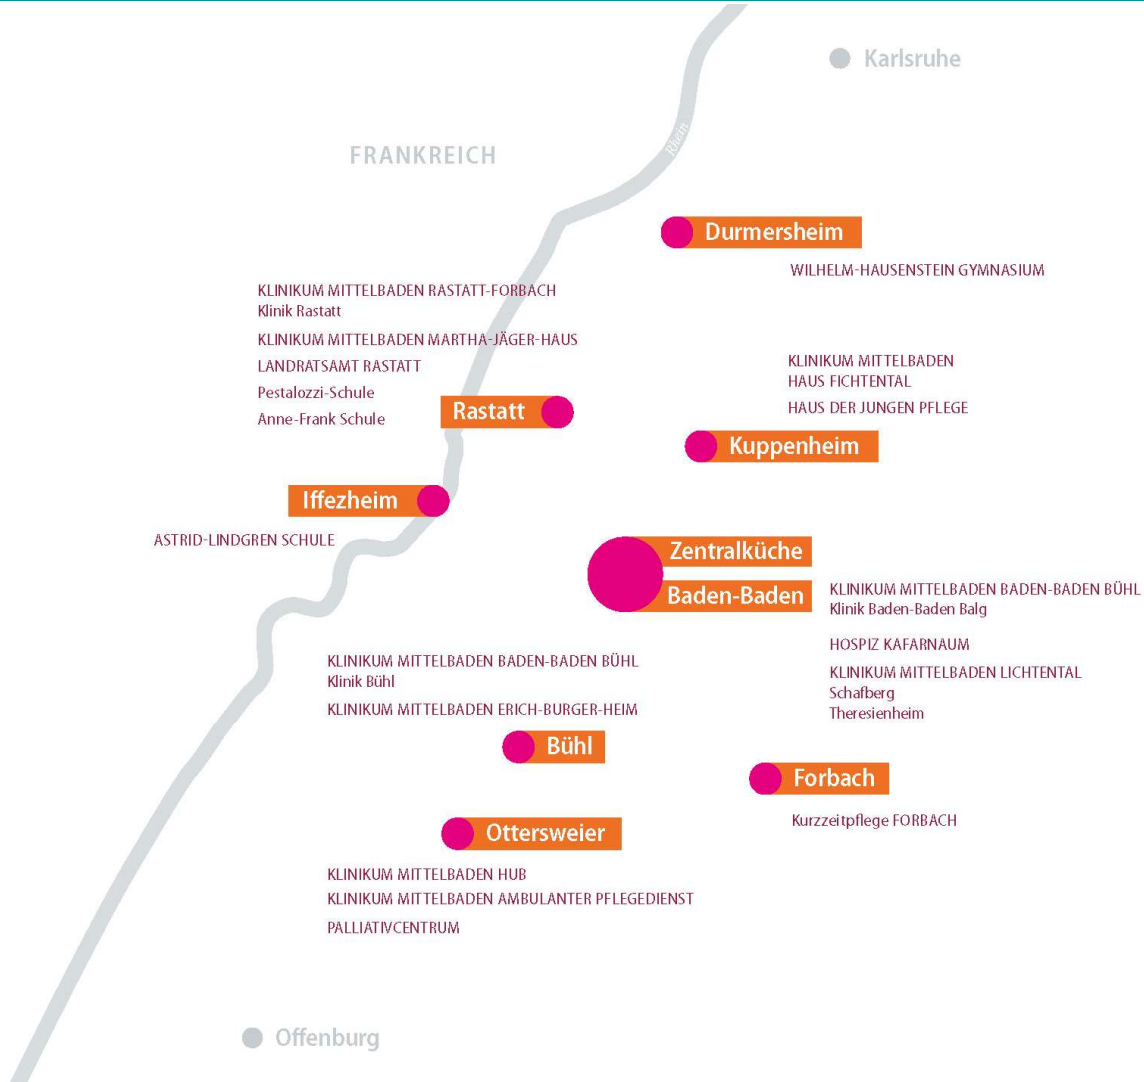 Karlsruhe
FRANKREICH
Rhein
Durmersheim
WILHELM-HAUSENSTEIN GYMNASIUM
KLINIKUM MITTELBADEN RASTATT-FORBACH
Klinik Rastatt
KLINIKUM MITTELBADEN MARTHA-JÄGER-HAUS
LANDRATSAMT RASTATT
Pestalozzi-Schule
Anne-Frank Schule
Rastatt
KLINIKUM MITTELBADEN
HAUS FICHTENTAL
HAUS DER JUNGEN PFLEGE
Kuppenheim
Iffezheim
ASTRID-LINDGREN SCHULE
Zentralküche
Baden-Baden
KLINIKUM MITTELBADEN BADEN-BADEN BÜHL
Klinik Baden-Baden Balg
HOSPIZ KAFARNAUM
KLINIKUM MITTELBADEN LICHTENTAL
Schafberg
Theresienheim
KLINIKUM MITTELBADEN BADEN-BADEN BÜHL
Klinik Bühl
KLINIKUM MITTELBADEN ERICH-BURGER-HEIM
Bühl
Forbach
Kurzzeitpflege FORBACH
Ottersweier
KLINIKUM MITTELBADEN HUB
KLINIKUM MITTELBADEN AMBULANTER PFLEGEDIENST
PALLIATIVCENTRUM
Offenburg